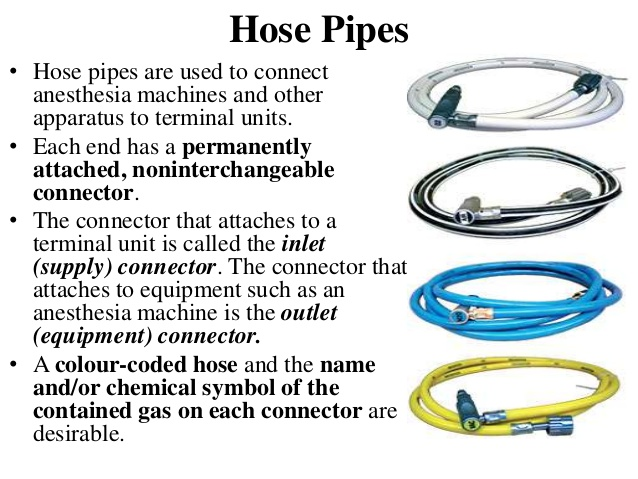 Hose Pipes
• Hose pipes are used to connect
anesthesia machines and other
apparatus to terminal units.
• Each end has a permanently
attached, noninterchangeable
connector.
• The connector that attaches to a
terminal unit is called the inlet
(supply) connector. The connector that
attaches to equipment such as an
anesthesia machine is the outlet
(equipment) connector.
• A colour-coded hose and the name
and/or chemical symbol of the
contained gas on each connector are
desirable.